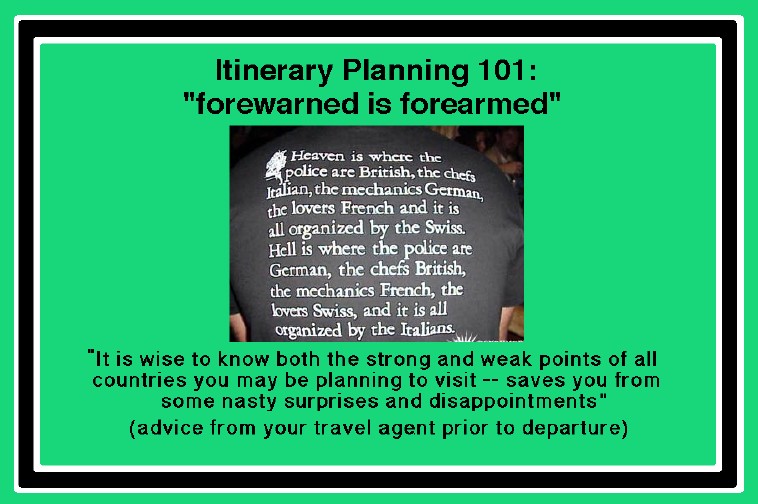 Itinerary Planning 101:
"forewarned is forearmed"
Heaven is where the
police are British, the chefs
Italian, the mechanics German,
the lovers French and it is
all organized by the Swiss.
Hell is where the police are
German, the chefs British,
the mechanics French, the
lovers Swiss, and it is all
organized by the Italians.
"It is wise to know both the strong and weak points of all
countries you may be planning to visit -- saves you from
some nasty surprises and disappointments"
(advice from your travel agent prior to departure)